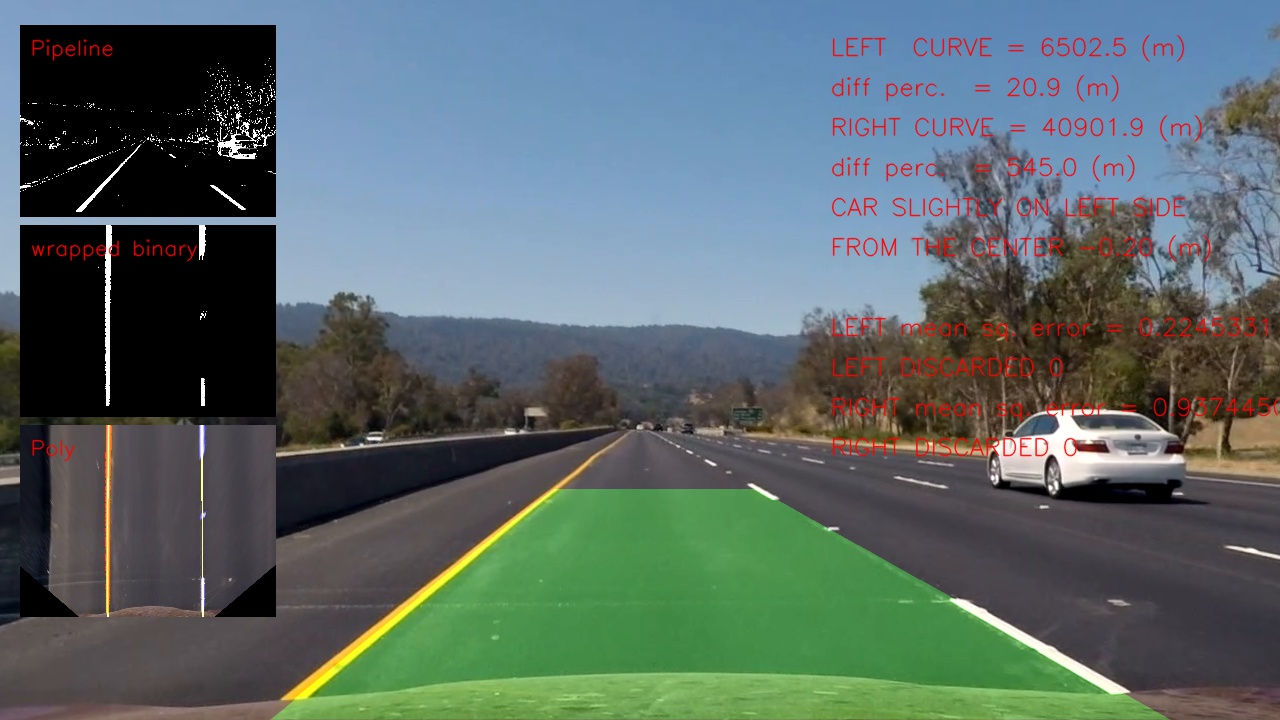 Pipeline
wrapped binary
Poly
LEFT CURVE = 6502.5 (m)
diff perc. = 20.9 (m)
RIGHT CURVE = 40901.9 (m)
diff perc. = 545.0 (m)
CAR SLIGHTLY ON LEFT SIDE
FROM THE CENTER -0.20 (m)
LEFT mean sq. error = 0.2245331
LEFT DISCARDED 0
RIGHT mean sq. error = 0.9374456
RIGHT DISCARDED 0